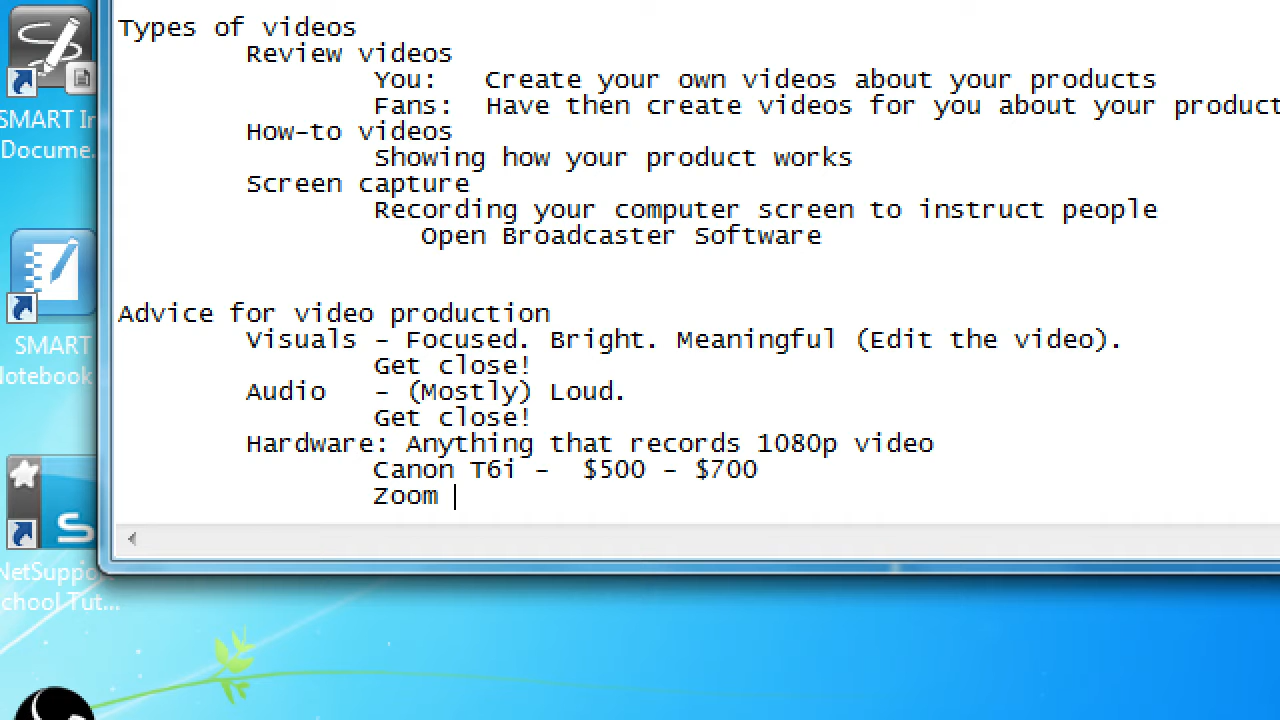 Types of videos
Review videos
You: Create your own videos about your products
Fans: Have then create videos for you about your product
How-to videos
Showing how your product works
Screen capture
Recording your computer screen to instruct people
Open Broadcaster Software
Advice for video production
Visuals - Focused. Bright. Meaningful (Edit the video).
Get close!
Audio - (Mostly) Loud.
Get close!
Hardware: Anything that records 1080p video
Canon T6i - $500 - $700
Zoom
SMART In
Docume...
SMART
Notebook
NetSuppo
School Tut...